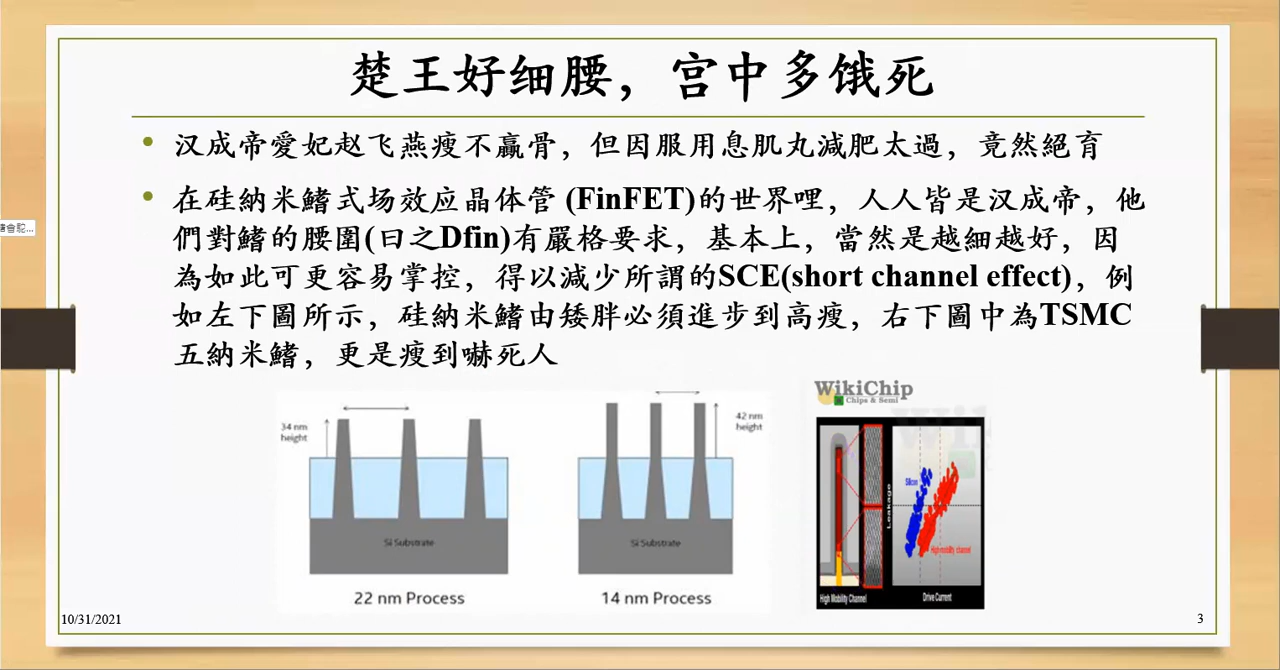 楚王好细腰，宫中多饿死
• 汉成帝愛妃赵飞燕瘦不贏骨，但因服用息肌丸減肥太過，竟然絕育
• 在硅納米鰭式场效应晶体管 (FinFET)的世界哩，人人皆是汉成帝，他
們對鰭的腰圍(曰之Dfin)有嚴格要求，基本上，當然是越細越好，因
為如此可更容易掌控，得以減少所謂的SCE(short channel effect)，例
如左下圖所示，硅納米鰭由矮胖必須進步到高瘦，右下圖中為TSMC
五納米鰭，更是瘦到嚇死人
34 nm
height
Si Substrate
22 nm Process
42 nm
height
Si Substrate
14 nm Process
WikiChip
Chips & Semi
Silicon
Leakage
High mobility channel
High Mobility Channel
Drive Current
10/31/2021
3